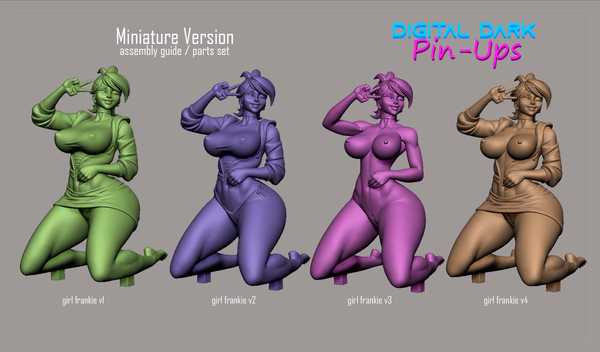 Miniature Version
assembly guide / parts set
DIGITAL DARK
Pin-Ups
girl frankie v1
girl frankie v2
girl frankie v3
girl frankie v4